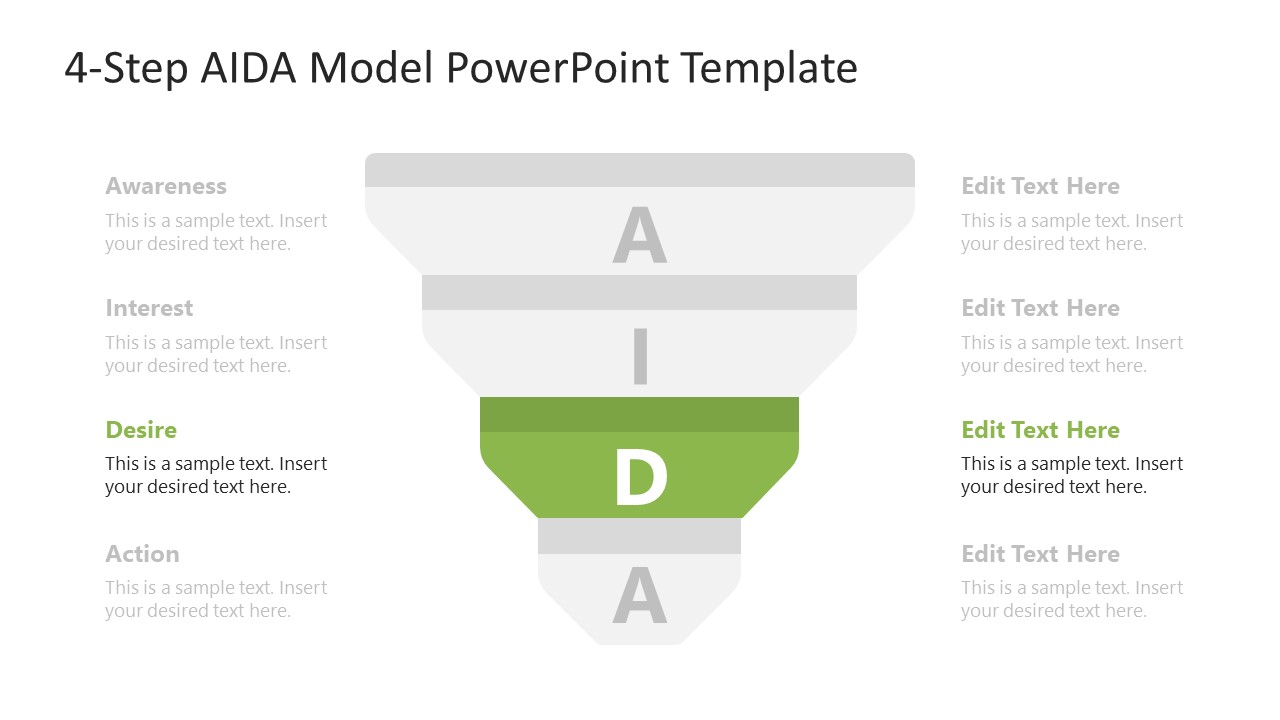 4-Step AIDA Model PowerPoint Template
Awareness
This is a sample text. Insert
your desired text here.
A
Edit Text Here
This is a sample text. Insert
your desired text here.
Interest
This is a sample text. Insert
your desired text here.
I
Edit Text Here
This is a sample text. Insert
your desired text here.
Desire
This is a sample text. Insert
your desired text here.
D
Edit Text Here
This is a sample text. Insert
your desired text here.
Action
This is a sample text. Insert
your desired text here.
A
Edit Text Here
This is a sample text. Insert
your desired text here.